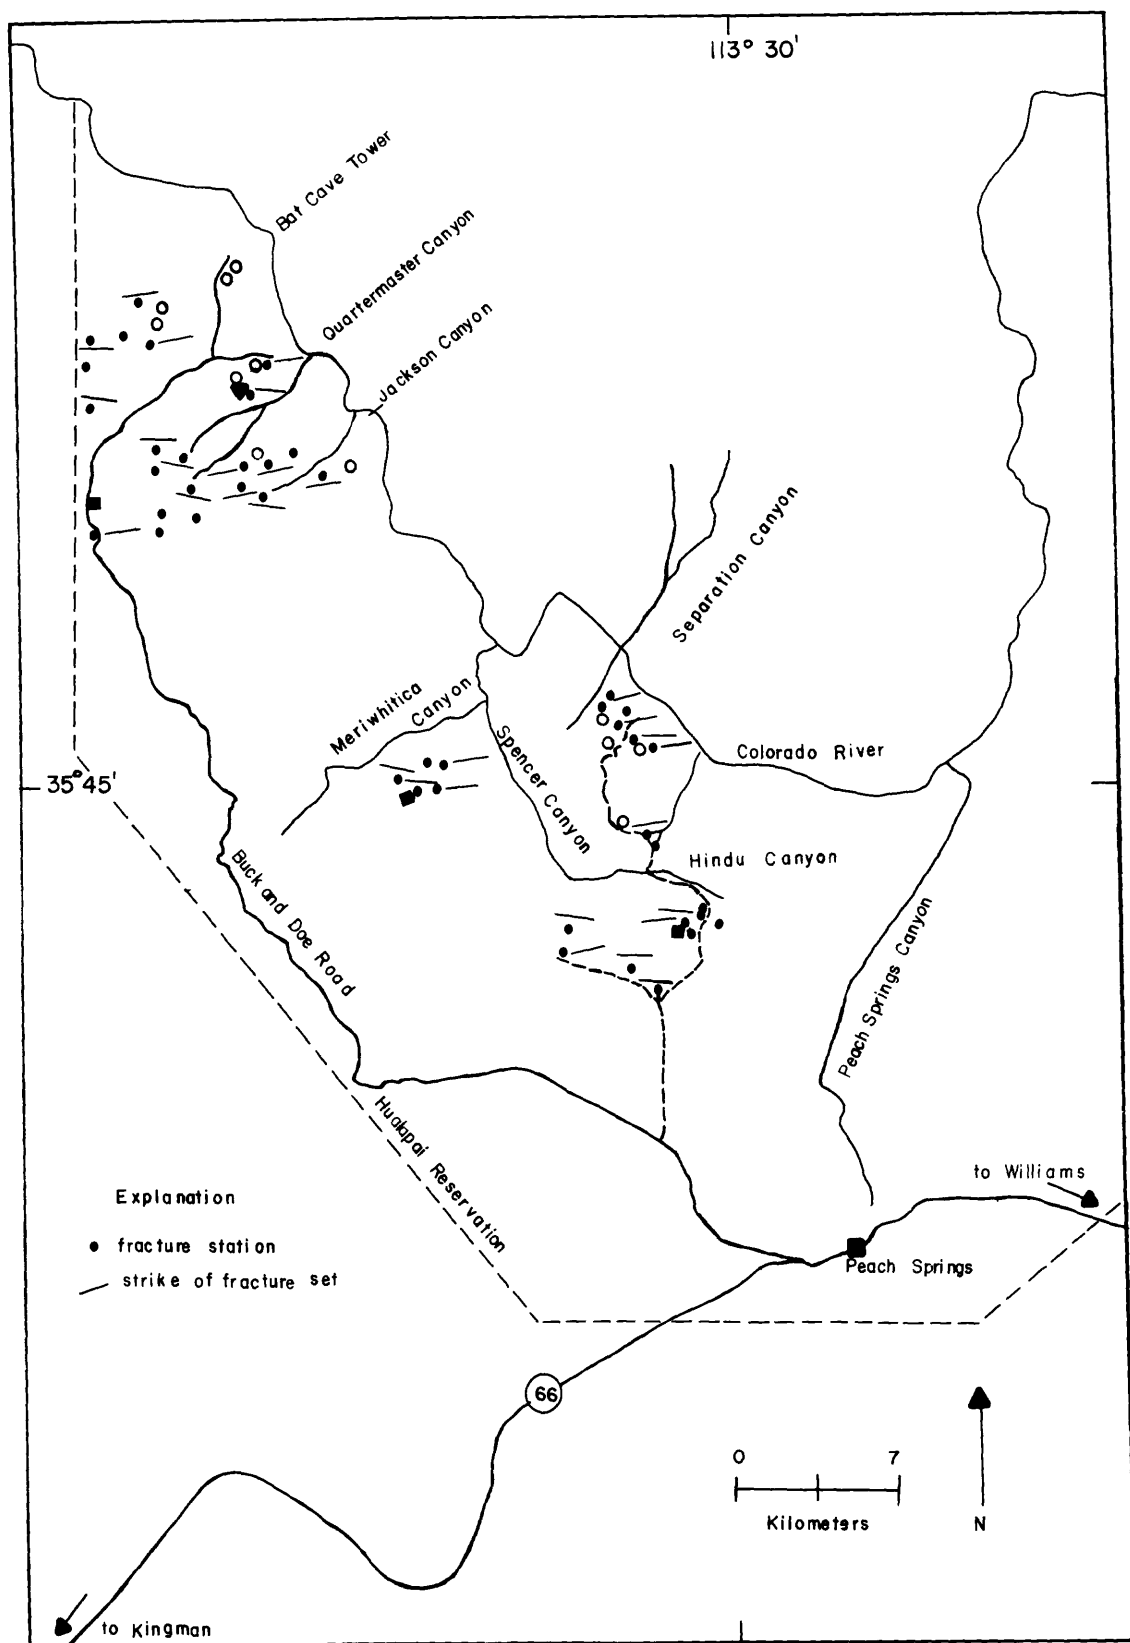 113° 30'
Bat Cave Tower
Quartermaster Canyon
Jackson Canyon
Separation Canyon
Meriwhitica
Canyon
Spencer Canyon
Colorado River
35° 45'
Hindu Canyon
Buck and Doe Road
Peach Springs Canyon
Hualapai Reservation
to Williams
Explanation
fracture station
strike of fracture set
Peach Springs
66
0 7
Kilometers
N
to Kingman